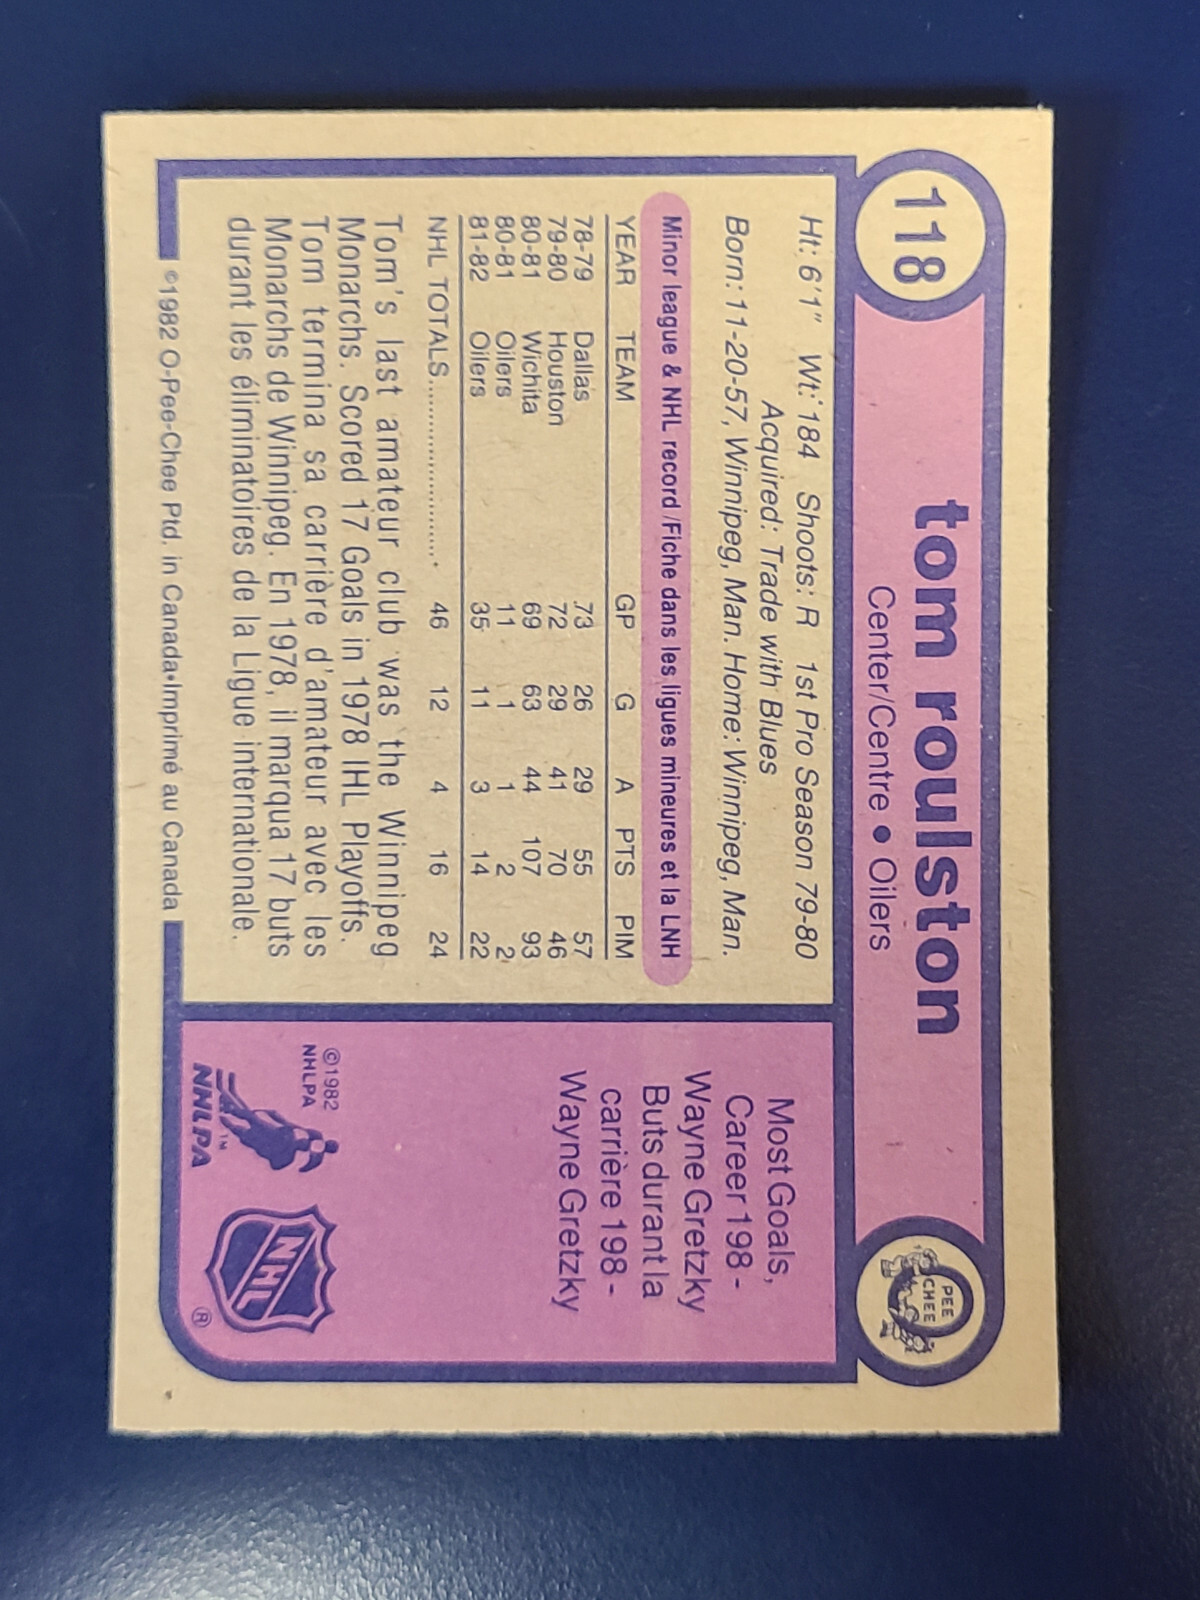 118
tom roulston
Center/Centre • Oilers
PEE
CHEE
Ht: 6'1" Wt: 184 Shoots: R 1st Pro Season 79-80
Acquired: Trade with Blues
Born: 11-20-57, Winnipeg, Man. Home: Winnipeg, Man.
Minor league & NHL record/Fiche dans les ligues mineures et la LNH
YEAR TEAM GP G A PTS PIM
78-79 Dallas 73 26 29 55 57
79-80 Houston 72 29 41 70 46
80-81 Wichita 69 63 44 107 93
80-81 Oilers 11 1 1 2 2
81-82 Oilers 35 11 3 14 22
NHL TOTALS.................... 46 12 4 16 24
Tom's last amateur club was the Winnipeg
Monarchs. Scored 17 Goals in 1978 IHL Playoffs.
Tom termina sa carrière d'amateur avec les
Monarchs de Winnipeg. En 1978, il marqua 17 buts
durant les éliminatoires de la Ligue internationale.
©1982 O-Pee-Chee Ptd. in Canada•Imprimé au Canada
Most Goals,
Career 198 -
Wayne Gretzky
Buts durant la
carrière 198 -
Wayne Gretzky
©1982
NHLPA
TM
NHLPA
NHL
®